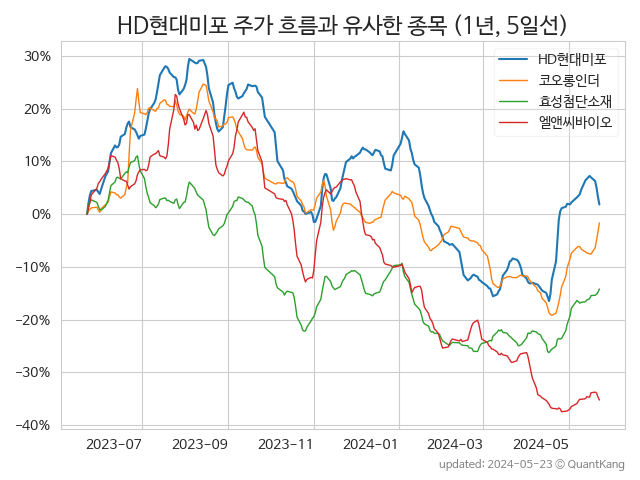 HD현대미포 주가 흐름과 유사한 종목 (1년, 5일선)
HD현대미포
코오롱인더
효성첨단소재
엘앤씨바이오
30%
20%
10%
0%
−10%
−20%
−30%
−40%
2023-07
2023-09
2023-11
2024-01
2024-03
2024-05
updated: 2024-05-23 © QuantKang